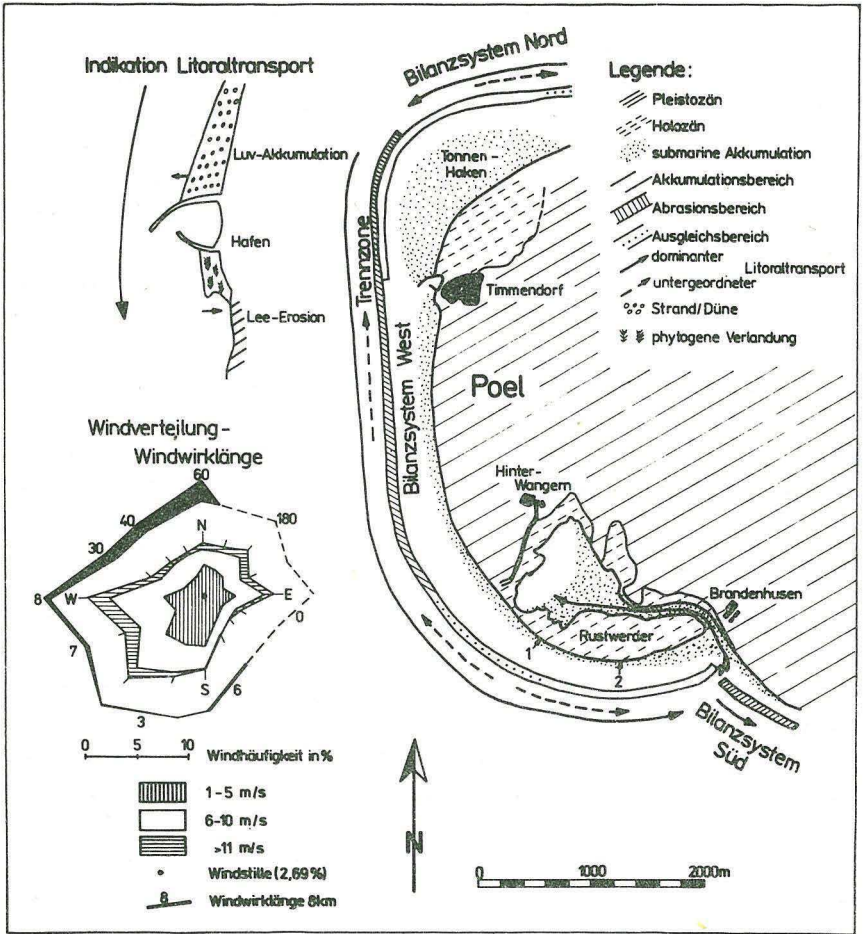 Indikation Litoraltransport
Luv-Akkumulation
Hafen
Lee-Erosion
Windverteilung-
Windwirklänge
60
180
40
30
N
8
W
E
0
7
S
6
3
0 5 10
Windhäufigkeit in %
1-5 m/s
6-10 m/s
>11 m/s
Windstille (2,69%)
8 Windwirklänge 8km
Bilanzsystem Nord
Tonnen-
Haken
Trennzone
Timmendorf
Bilanzsystem West
Poel
Hinter-
Wangern
Brandenhusen
Rustwerder
1
2
Bilanzsystem
Süd
N
0 1000 2000m
Legende:
Pleistozän
Holozän
submarine Akkumulation
Akkumulationsbereich
Abrasionsbereich
Ausgleichsbereich
dominanter
Litoraltransport
untergeordneter
Strand/Düne
phytogene Verlandung